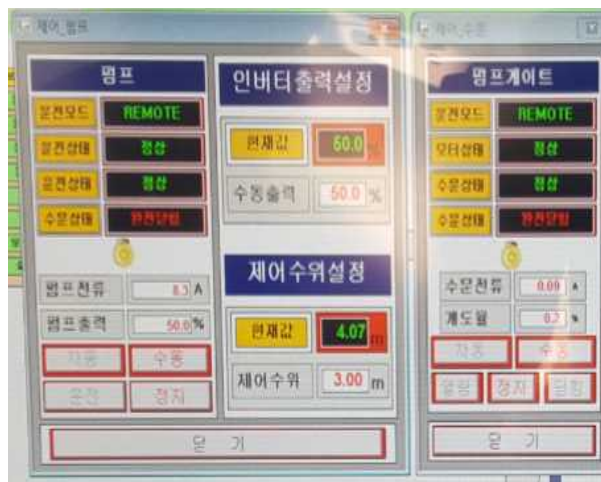 제어_펌프
펌프
운전모드 REMOTE
운전상태 정상
운전상태 정상
수문상태 완전닫힘
펌프전류 8.3 A
펌프출력 50.0 %
자동 수동
운전 정지
인버터출력설정
현재값 %
수동출력 50.0 %
제어수위설정
현재값 4.07 m
제어수위 3.00 m
닫 기
제어_수문
펌프게이트
운전모드 REMOTE
모터상태 정상
수문상태 정상
수문상태 완전닫힘
수문전류 0.09 A
개도율 0.2 %
자동 수동
열림 정지 닫힘
닫 기